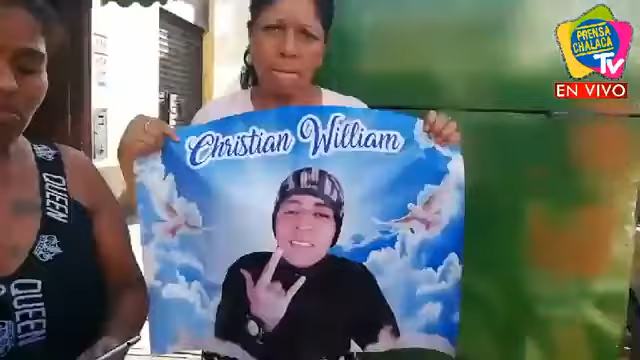 PRENSA
CHALACA
TV
EN VIVO
Christian William
QUEEN
QUEEN